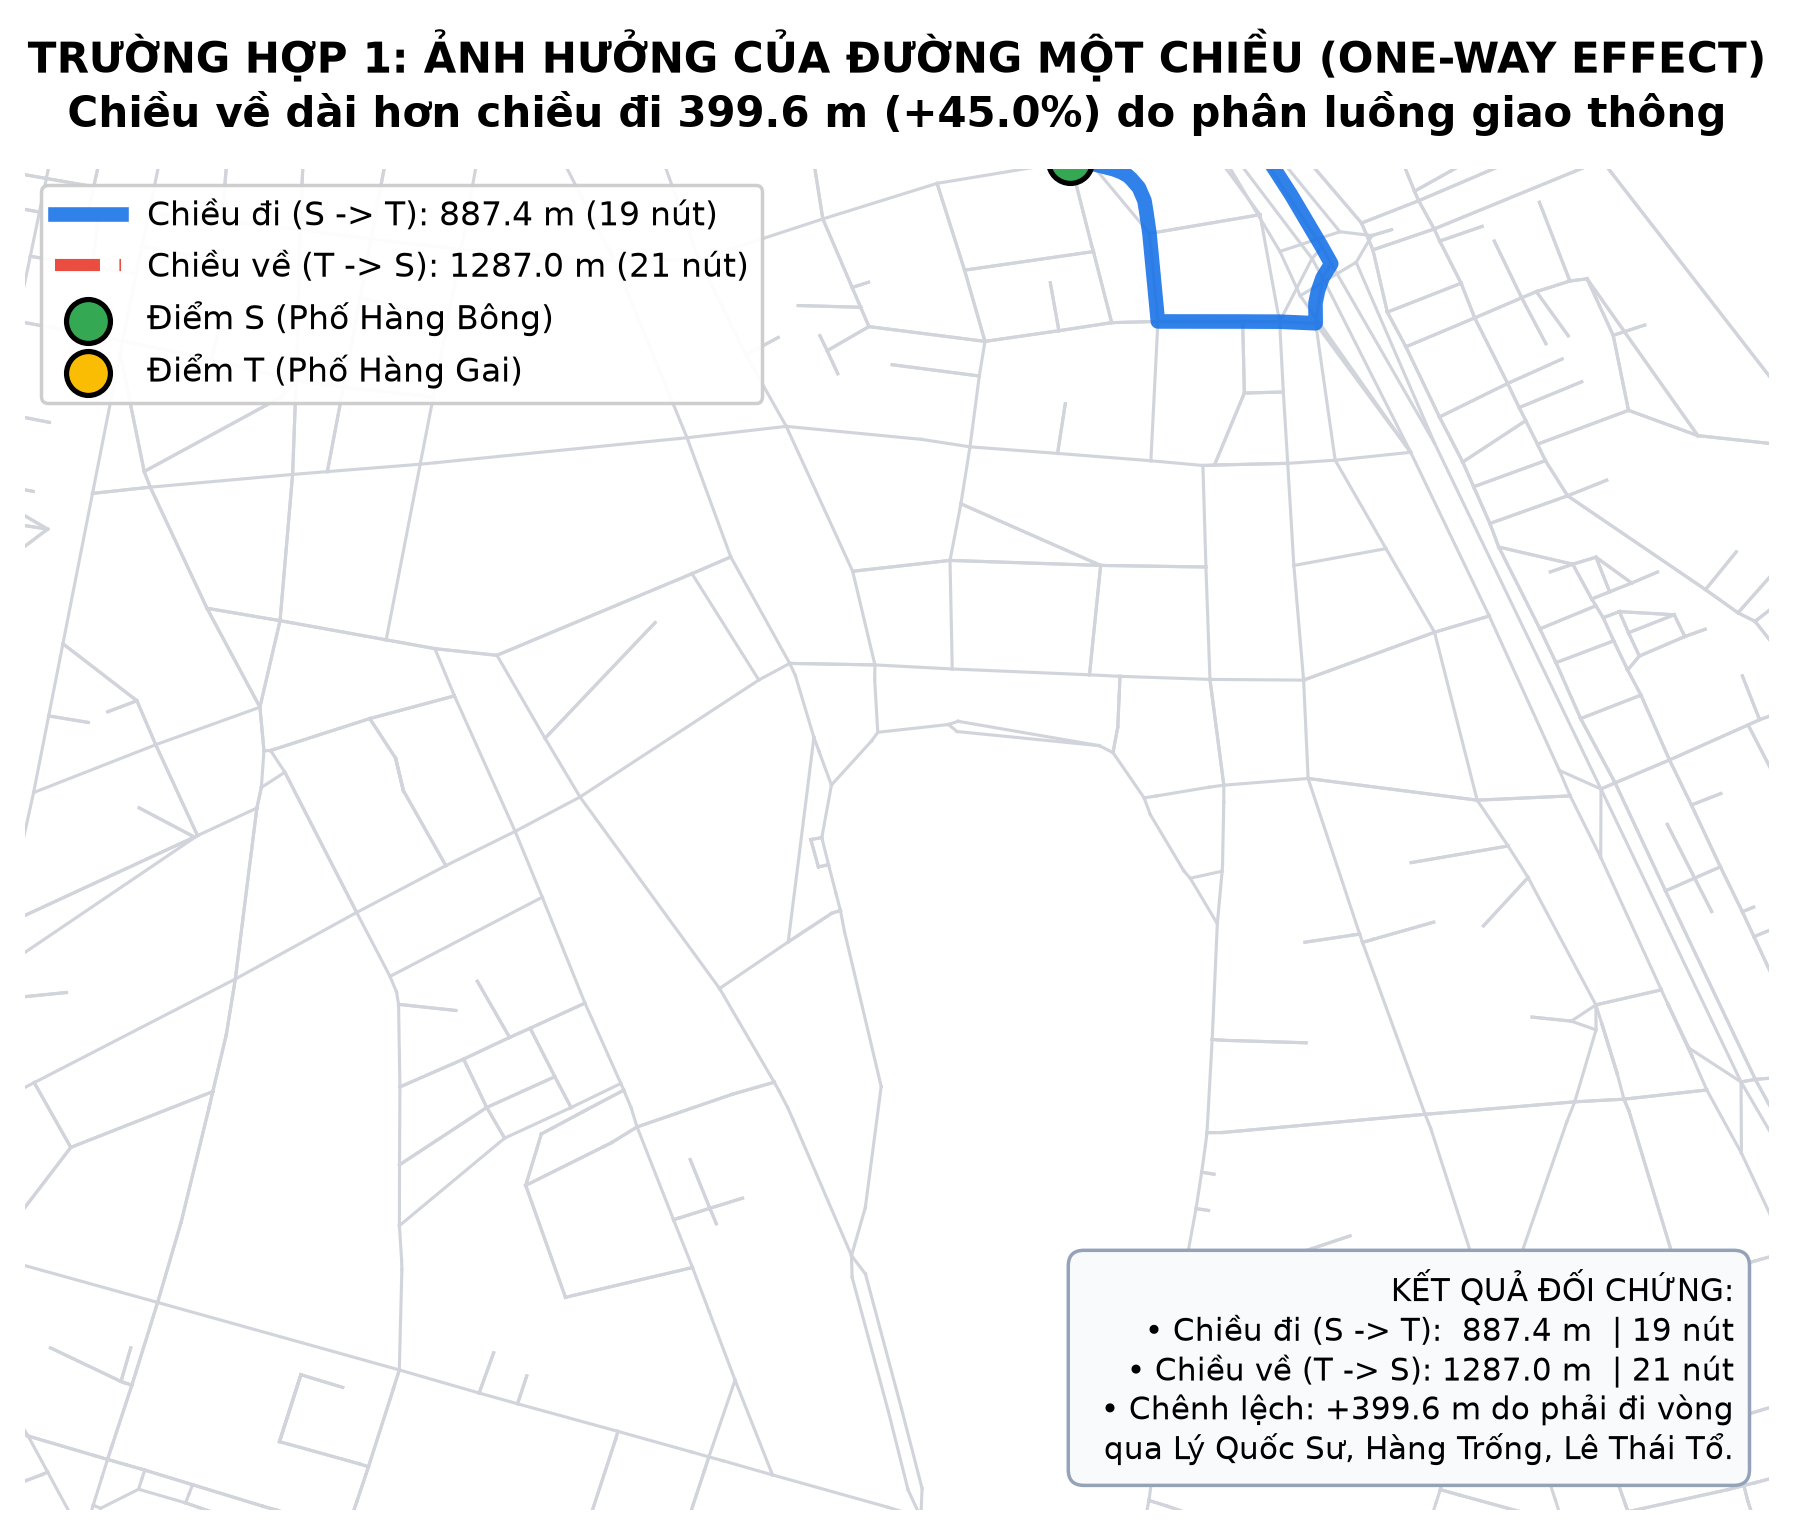 TRƯỜNG HỢP 1: ẢNH HƯỞNG CỦA ĐƯỜNG MỘT CHIỀU (ONE-WAY EFFECT)
Chiều về dài hơn chiều đi 399.6 m (+45.0%) do phân luồng giao thông
Chiều đi (S -> T): 887.4 m (19 nút)
Chiều về (T -> S): 1287.0 m (21 nút)
Điểm S (Phố Hàng Bông)
Điểm T (Phố Hàng Gai)
KẾT QUẢ ĐỐI CHỨNG:
• Chiều đi (S -> T):  887.4 m  | 19 nút
• Chiều về (T -> S): 1287.0 m  | 21 nút
• Chênh lệch: +399.6 m do phải đi vòng
qua Lý Quốc Sư, Hàng Trống, Lê Thái Tổ.